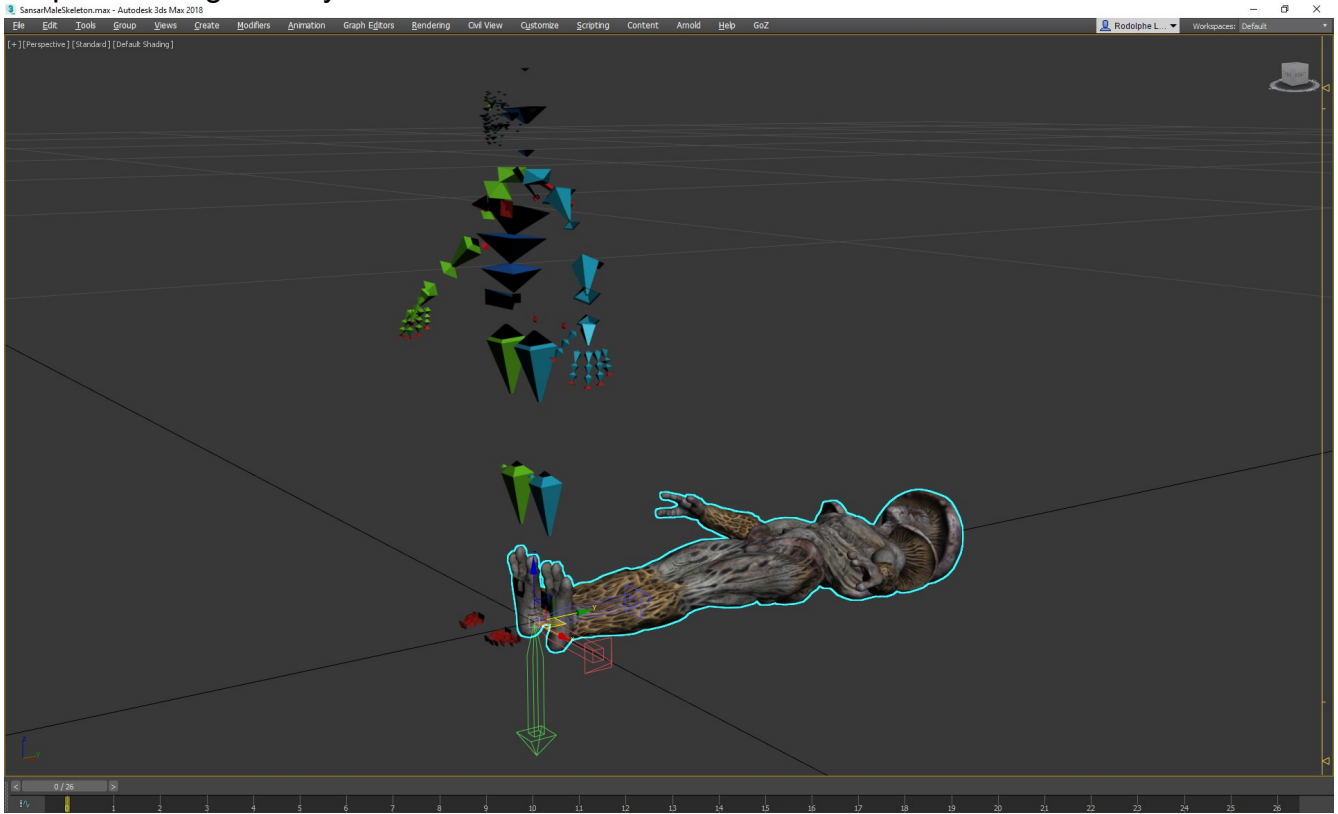 SansarMaleSkeleton.max - Autodesk 3ds Max 2018
File Edit Tools Group Views Create Modifiers Animation Graph Editors Rendering Civil View Customize Scripting Content Arnold Help GoZ Rodolphe L... Workspaces: Default
[+] [Perspective] [Standard] [Default Shading]
y
z
y
0 / 26
0 1 2 3 4 5 6 7 8 9 10 11 12 13 14 15 16 17 18 19 20 21 22 23 24 25 26